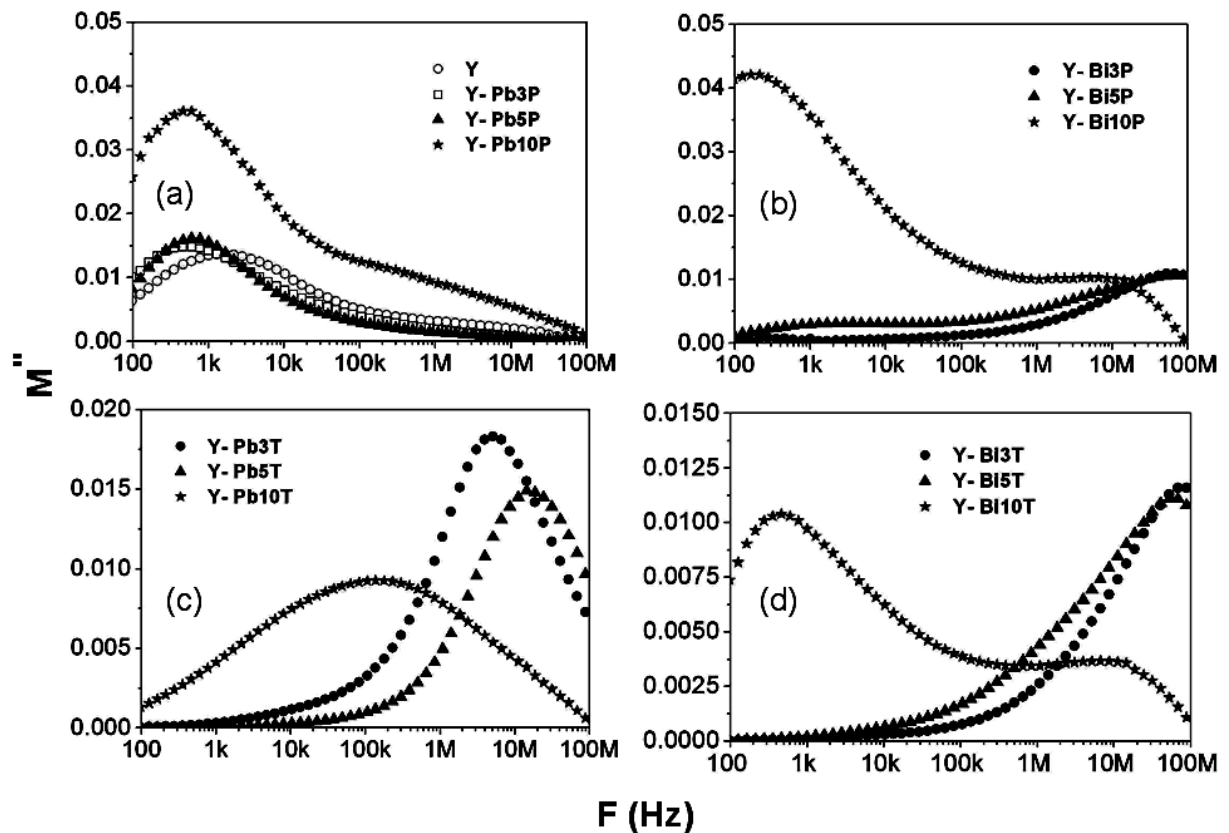 0.05
0.04
0.03
0.02
0.01
0.00
Y
Y- Pb3P
Y- Pb5P
Y- Pb10P
(a)
100 1k 10k 100k 1M 10M 100M
0.05
0.04
0.03
0.02
0.01
0.00
Y- Bi3P
Y- Bi5P
Y- Bi10P
(b)
100 1k 10k 100k 1M 10M 100M
M"
0.020
0.015
0.010
0.005
0.000
Y- Pb3T
Y- Pb5T
Y- Pb10T
(c)
100 1k 10k 100k 1M 10M 100M
0.0150
0.0125
0.0100
0.0075
0.0050
0.0025
0.0000
Y- Bi3T
Y- Bi5T
Y- Bi10T
(d)
100 1k 10k 100k 1M 10M 100M
F (Hz)